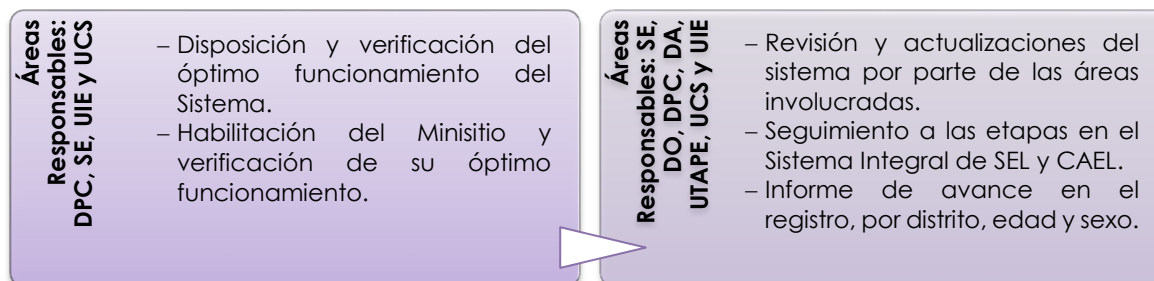 Áreas
Responsables:
DPC, SE, UIE y UCS
– Disposición y verificación del
óptimo funcionamiento del
Sistema.
– Habilitación del Minisitio y
verificación de su óptimo
funcionamiento.
Áreas
Responsables: SE,
DO, DPC, DA,
UTAPE, UCS y UIE
– Revisión y actualizaciones del
sistema por parte de las áreas
involucradas.
– Seguimiento a las etapas en el
Sistema Integral de SEL y CAEL.
– Informe de avance en el
registro, por distrito, edad y sexo.